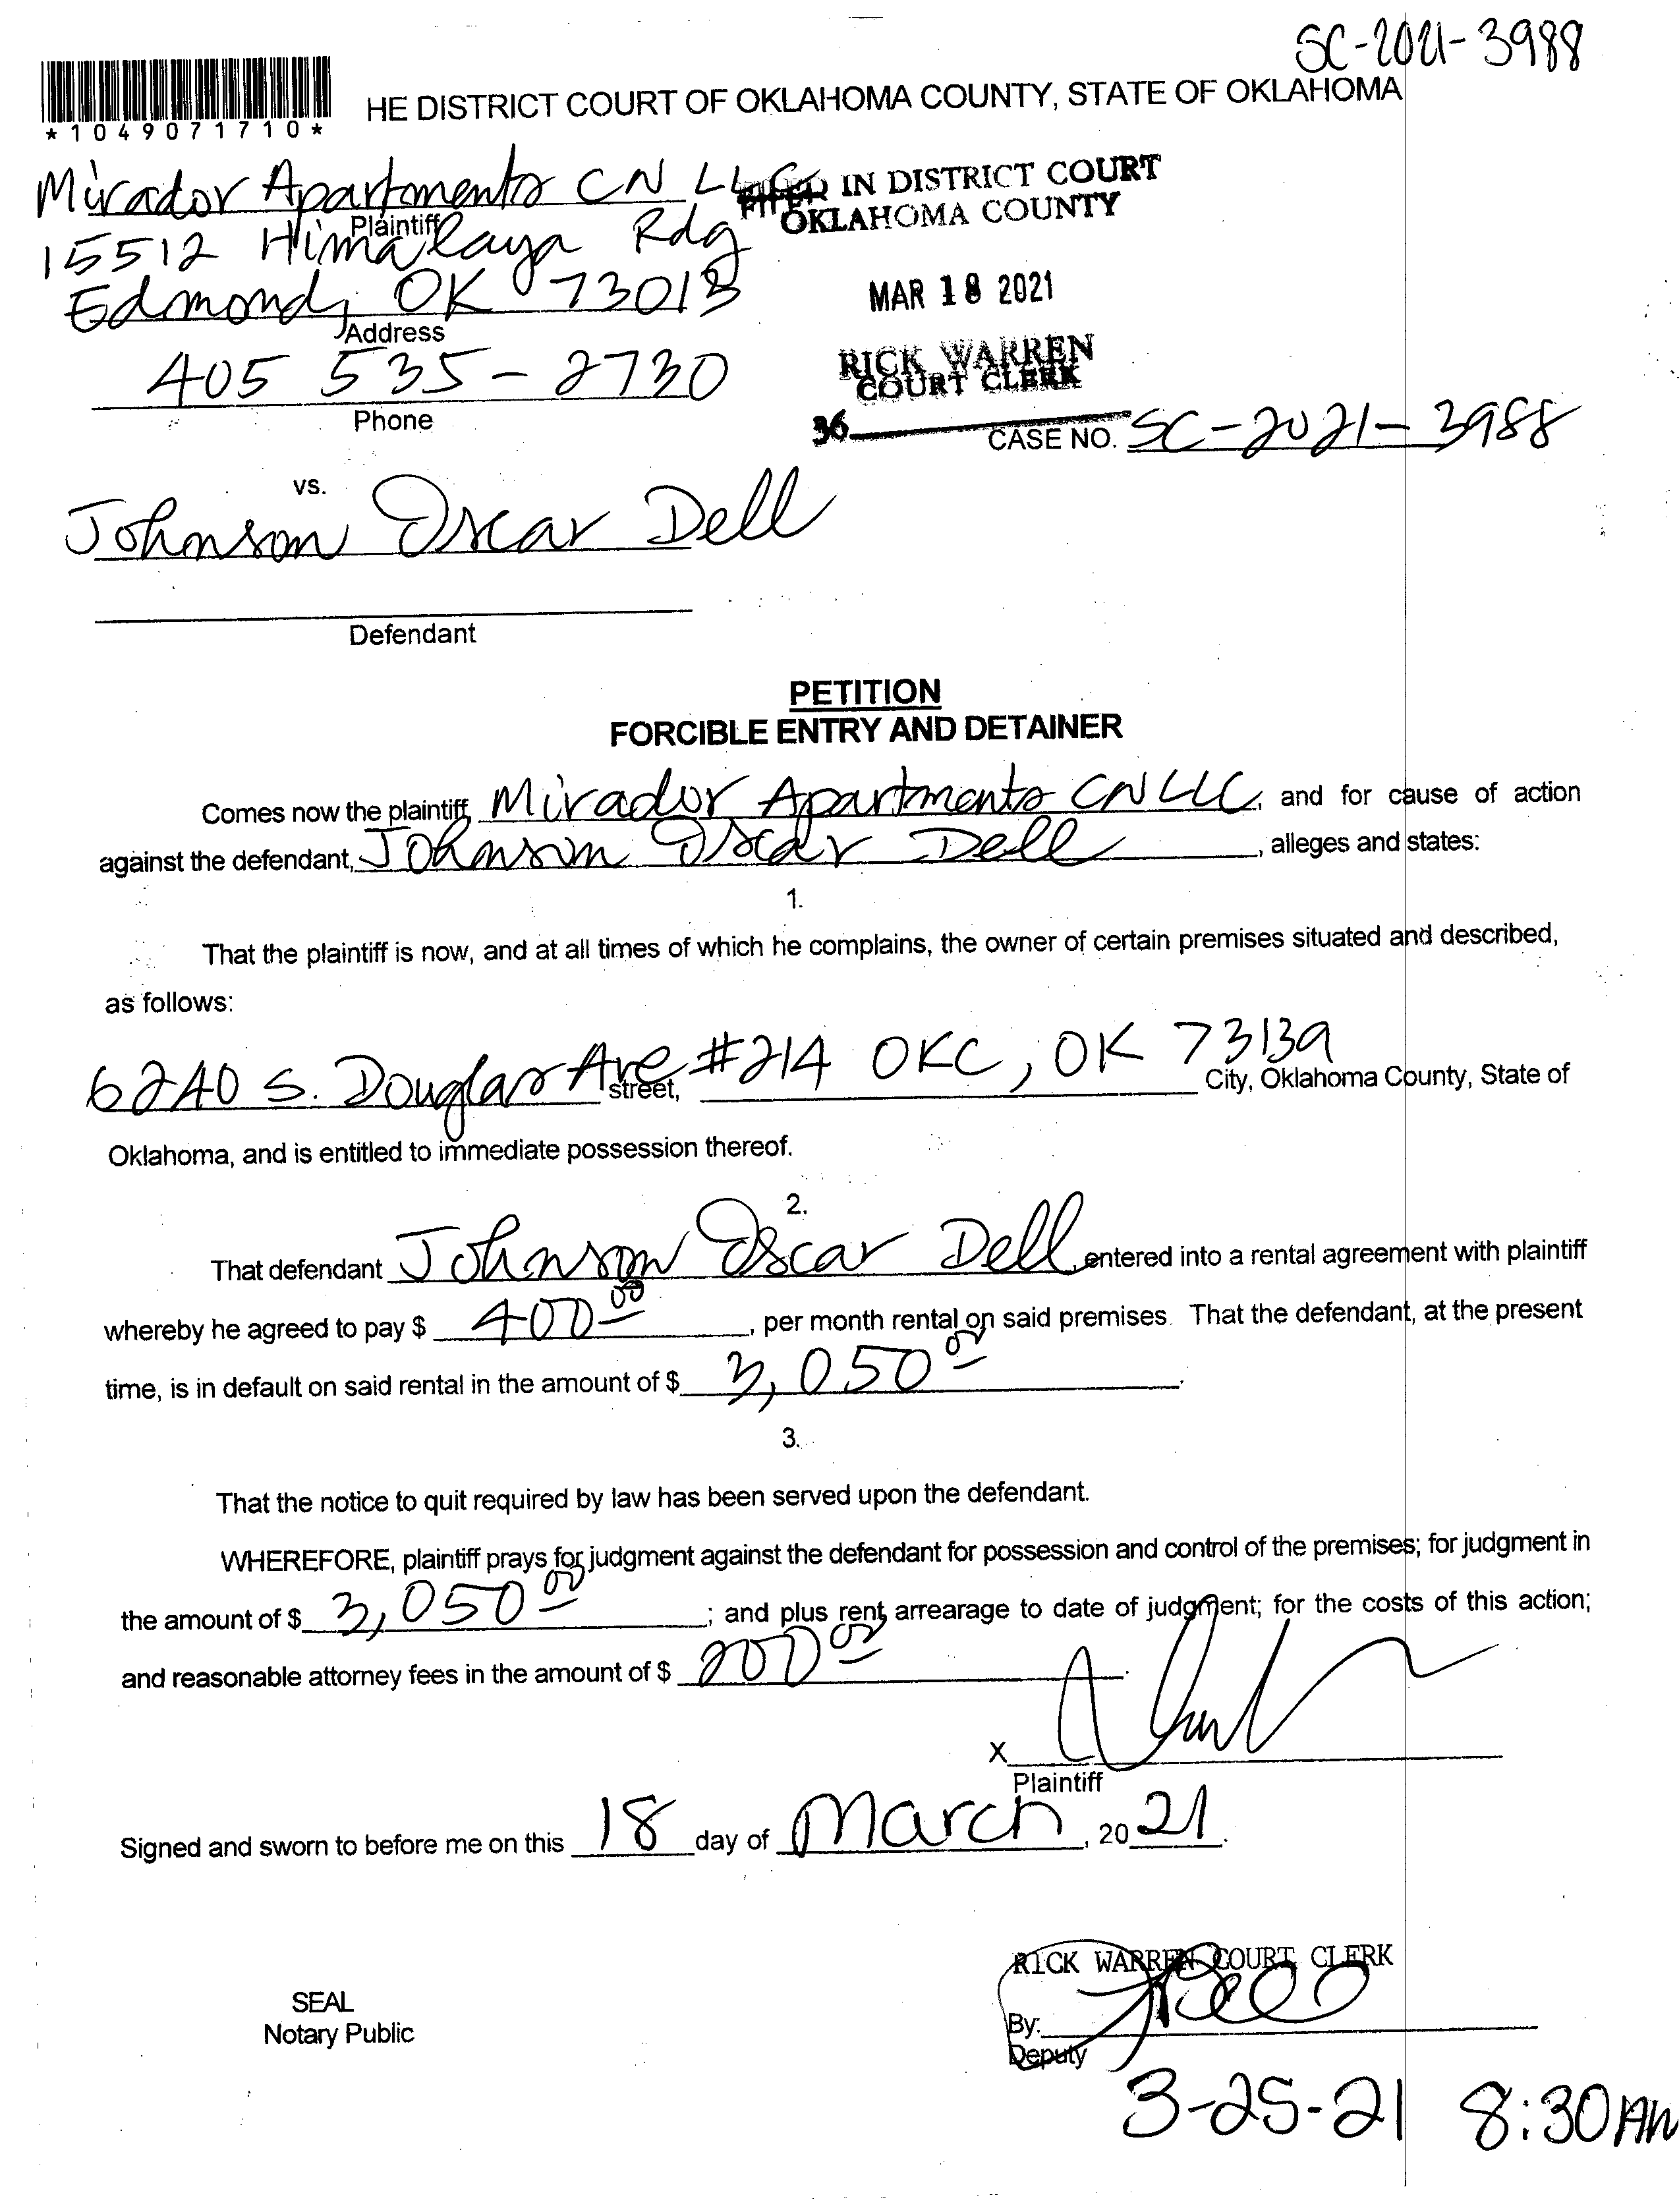 SC-2021-3988
*1049071710*
HE DISTRICT COURT OF OKLAHOMA COUNTY, STATE OF OKLAHOMA
Mirador Apartments CN LLC
Plaintiff
FILED IN DISTRICT COURT
OKLAHOMA COUNTY
15512 Himalaya Rdg
Edmond, OK 73013
Address
MAR 18 2021
405 535-2730
Phone
RICK WARREN
COURT CLERK
36
CASE NO. SC-2021-3988
vs.
Johnson Oscar Dell
Defendant
PETITION
FORCIBLE ENTRY AND DETAINER
Comes now the plaintiff, Mirador Apartments CN LLC, and for cause of action
against the defendant, Johnson Oscar Dell, alleges and states:
1.
That the plaintiff is now, and at all times of which he complains, the owner of certain premises situated and described,
as follows:
6240 S. Douglas Ave #214 OKC, OK 73139
street, City, Oklahoma County, State of
Oklahoma, and is entitled to immediate possession thereof.
2.
That defendant Johnson Oscar Dell, entered into a rental agreement with plaintiff
whereby he agreed to pay $ 400 00, per month rental on said premises. That the defendant, at the present
time, is in default on said rental in the amount of $ 3,050 00.
3.
That the notice to quit required by law has been served upon the defendant.
WHEREFORE, plaintiff prays for judgment against the defendant for possession and control of the premises; for judgment in
the amount of $ 3,050 00; and plus rent arrearage to date of judgment; for the costs of this action;
and reasonable attorney fees in the amount of $ 200 00.
X
Plaintiff
Signed and sworn to before me on this 18 day of March, 2021.
RICK WARREN COURT CLERK
SEAL
Notary Public
By:
Deputy
3-25-21 8:30AM